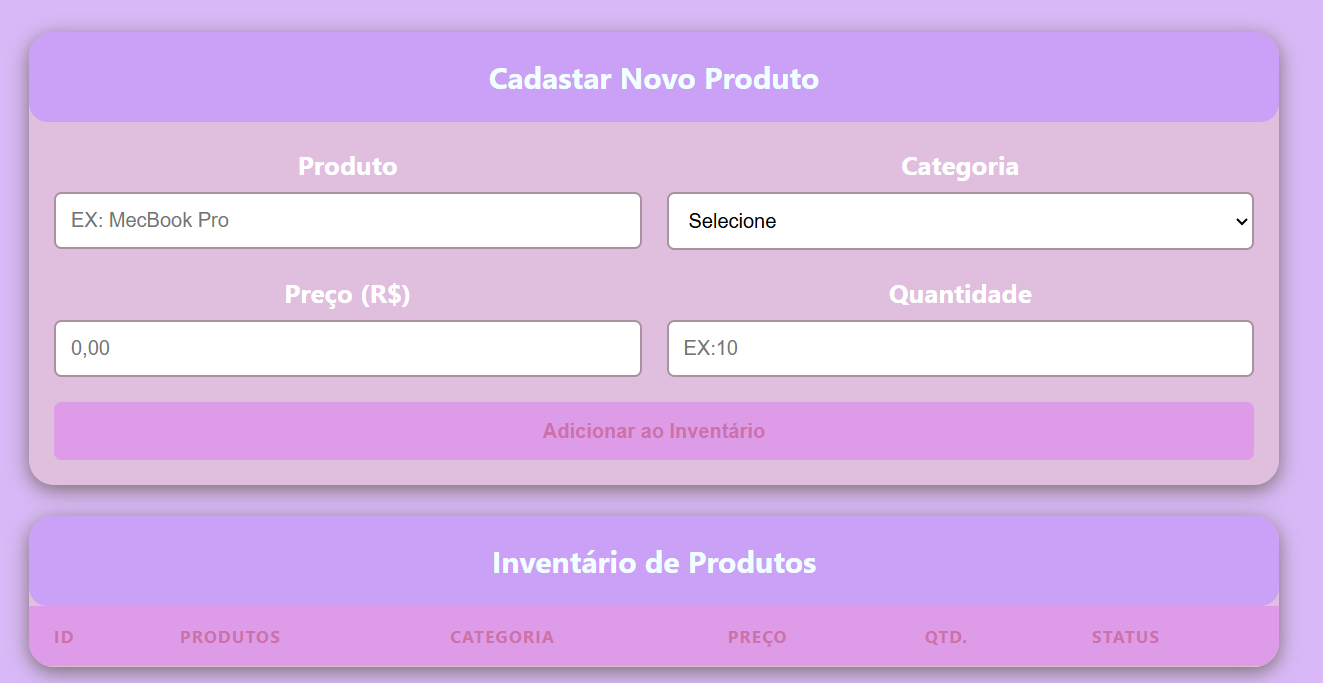 Cadastar Novo Produto
Produto
Categoria
EX: MecBook Pro
Selecione
Preço (R$)
Quantidade
0,00
EX:10
Adicionar ao Inventário
Inventário de Produtos
ID PRODUTOS CATEGORIA PREÇO QTD. STATUS